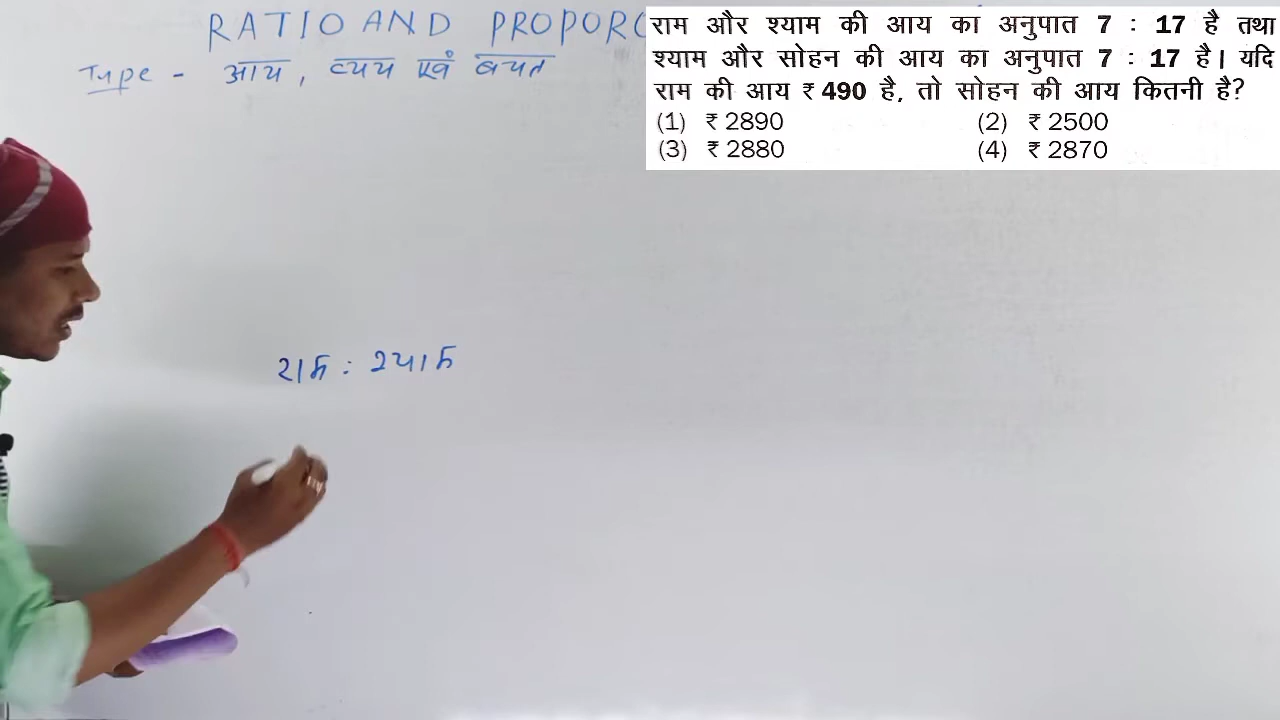 RATIO AND PROPORC
Type - आय, व्यय एवं बचत
राम और श्याम की आय का अनुपात 7 : 17 है तथा
श्याम और सोहन की आय का अनुपात 7 : 17 है। यदि
राम की आय ₹ 490 है, तो सोहन की आय कितनी है?
(1) ₹ 2890 (2) ₹ 2500
(3) ₹ 2880 (4) ₹ 2870
राम : श्याम